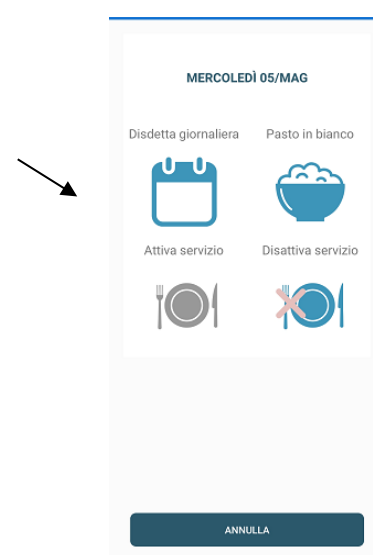 MERCOLEDÌ 05/MAG
Disdetta giornaliera Pasto in bianco
Attiva servizio Disattiva servizio
ANNULLA